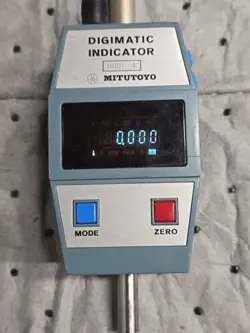 DIGIMATIC
INDICATOR
MITUTOYO
0.000
MODE
ZERO